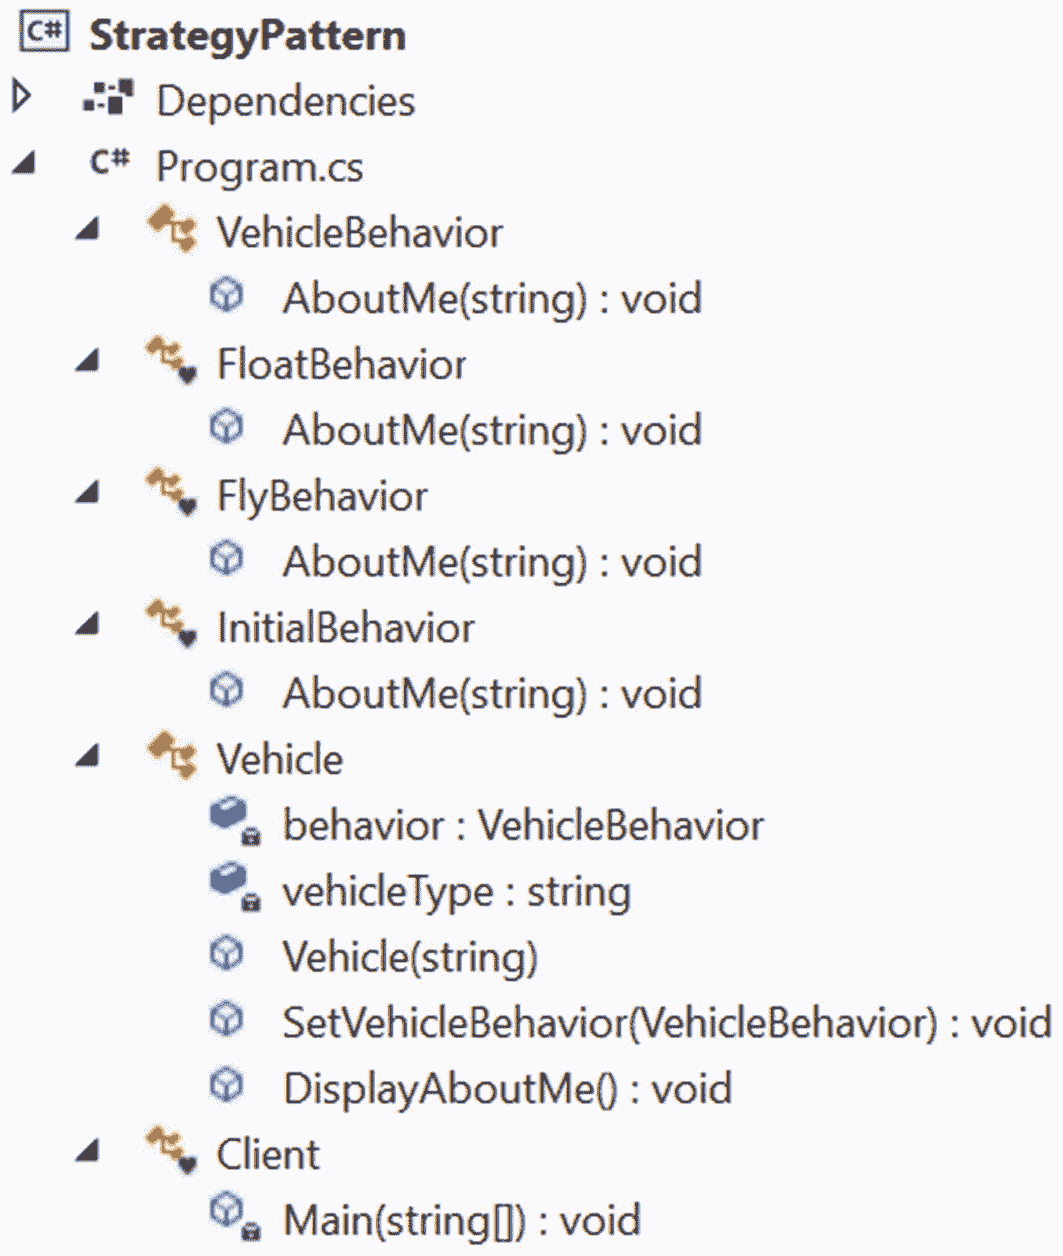 C# StrategyPattern
Dependencies
C# Program.cs
VehicleBehavior
AboutMe(string) : void
FloatBehavior
AboutMe(string) : void
FlyBehavior
AboutMe(string) : void
InitialBehavior
AboutMe(string) : void
Vehicle
behavior : VehicleBehavior
vehicleType : string
Vehicle(string)
SetVehicleBehavior(VehicleBehavior) : void
DisplayAboutMe() : void
Client
Main(string[]) : void